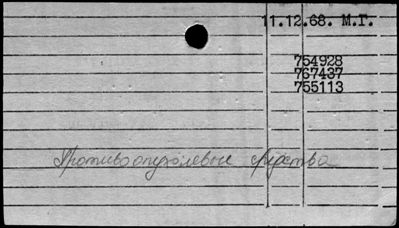 11.12.68. М.Г.
754928
767437
755113
Противоопухолевые средства